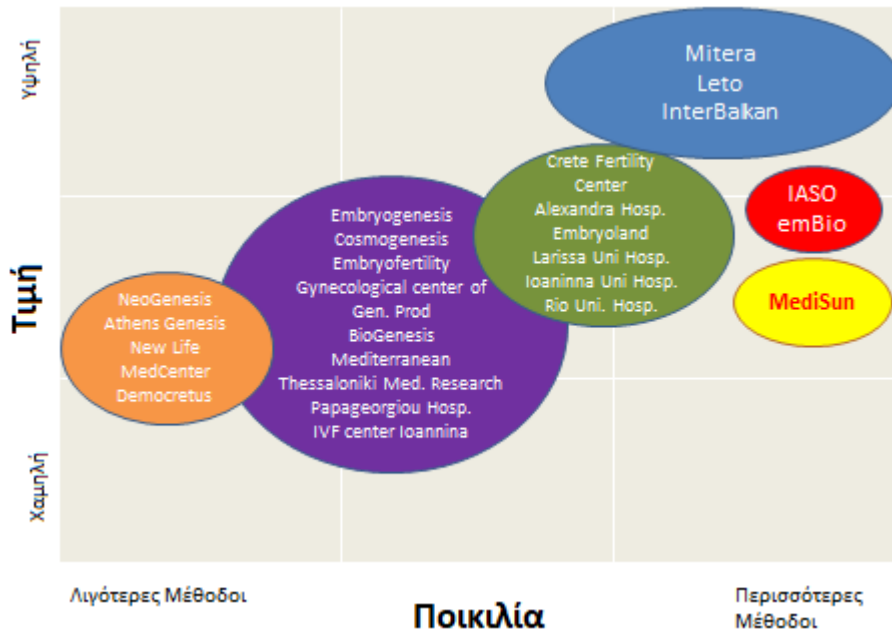 Υψηλή
Τιμή
Χαμηλή
Mitera
Leto
InterBalkan
Crete Fertility
Center
Alexandra Hosp.
Embryoland
Larissa Uni Hosp.
Ioaninna Uni Hosp.
Rio Uni. Hosp.
IASO
emBio
MediSun
Embryogenesis
Cosmogenesis
Embryofertility
Gynecological center of
Gen. Prod
BioGenesis
Mediterranean
Thessaloniki Med. Research
Papageorgiou Hosp.
IVF center Ioannina
NeoGenesis
Athens Genesis
New Life
MedCenter
Democretus
Λιγότερες Μέθοδοι
Ποικιλία
Περισσότερες
Μέθοδοι